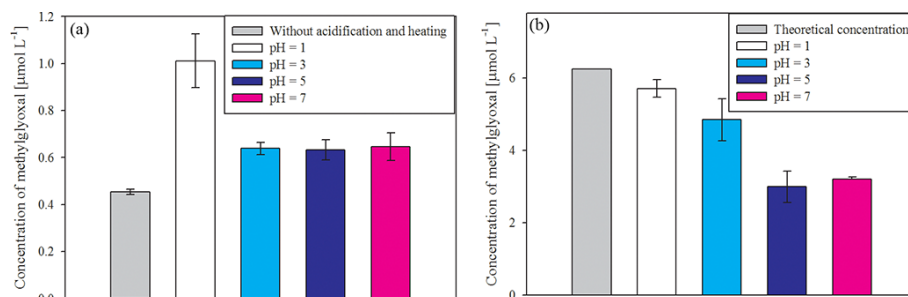 (a)
Concentration of methylglyoxal [μmol L⁻¹]
1.2
1.0
0.8
0.6
0.4
0.2
0.0
Without acidification and heating
pH = 1
pH = 3
pH = 5
pH = 7
(b)
Concentration of methylglyoxal [μmol L⁻¹]
6
4
2
0
Theoretical concentration
pH = 1
pH = 3
pH = 5
pH = 7